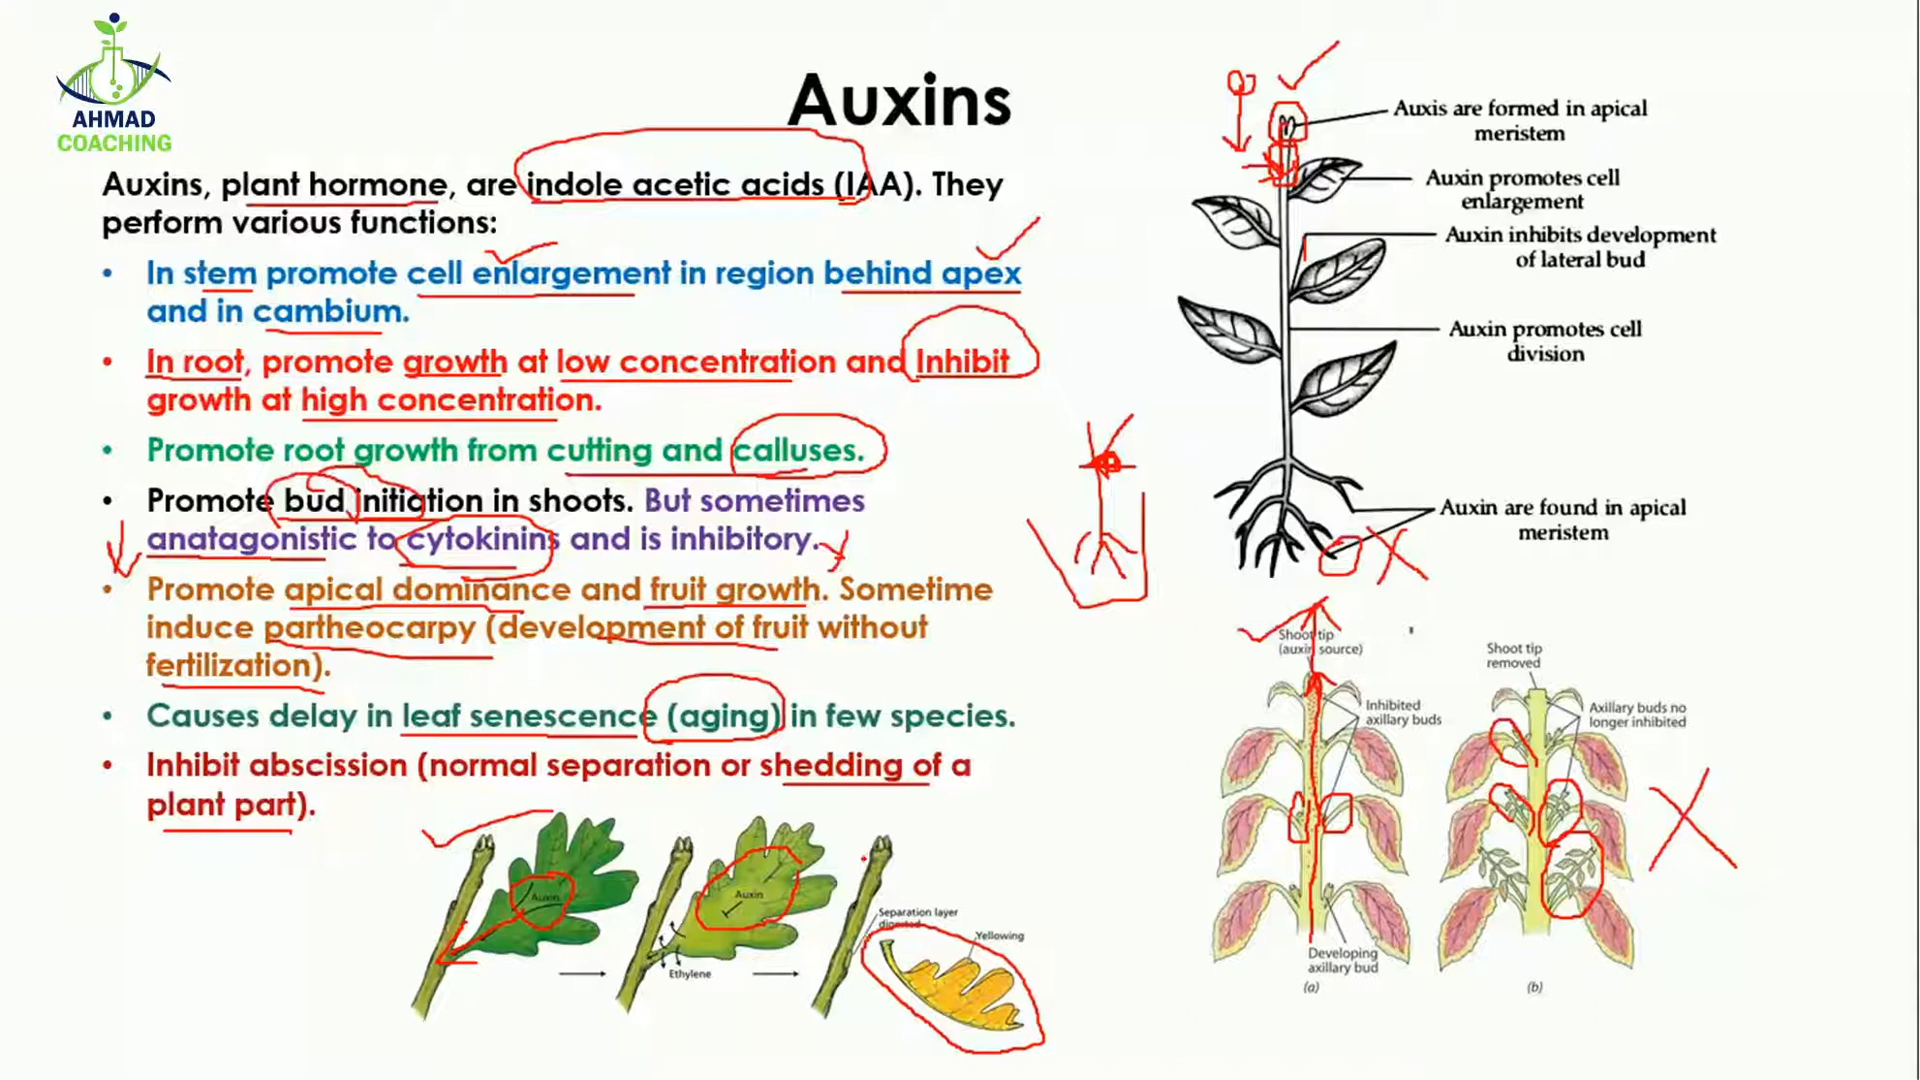 AHMAD
COACHING
Auxins
Auxins, plant hormone, are indole acetic acids (IAA). They
perform various functions:
• In stem promote cell enlargement in region behind apex
and in cambium.
• In root, promote growth at low concentration and Inhibit
growth at high concentration.
• Promote root growth from cutting and calluses.
• Promote bud initiation in shoots. But sometimes
anatagonistic to cytokinins and is inhibitory.
• Promote apical dominance and fruit growth. Sometime
induce partheocarpy (development of fruit without
fertilization).
• Causes delay in leaf senescence (aging) in few species.
• Inhibit abscission (normal separation or shedding of a
plant part).
Auxin
Auxin
Ethylene
Separation layer
digested
Yellowing
Auxis are formed in apical
meristem
Auxin promotes cell
enlargement
Auxin inhibits development
of lateral bud
Auxin promotes cell
division
Auxin are found in apical
meristem
Shoot tip
(auxin source)
Inhibited
axillary buds
Developing
axillary bud
(a)
Shoot tip
removed
Axillary buds no
longer inhibited
(b)